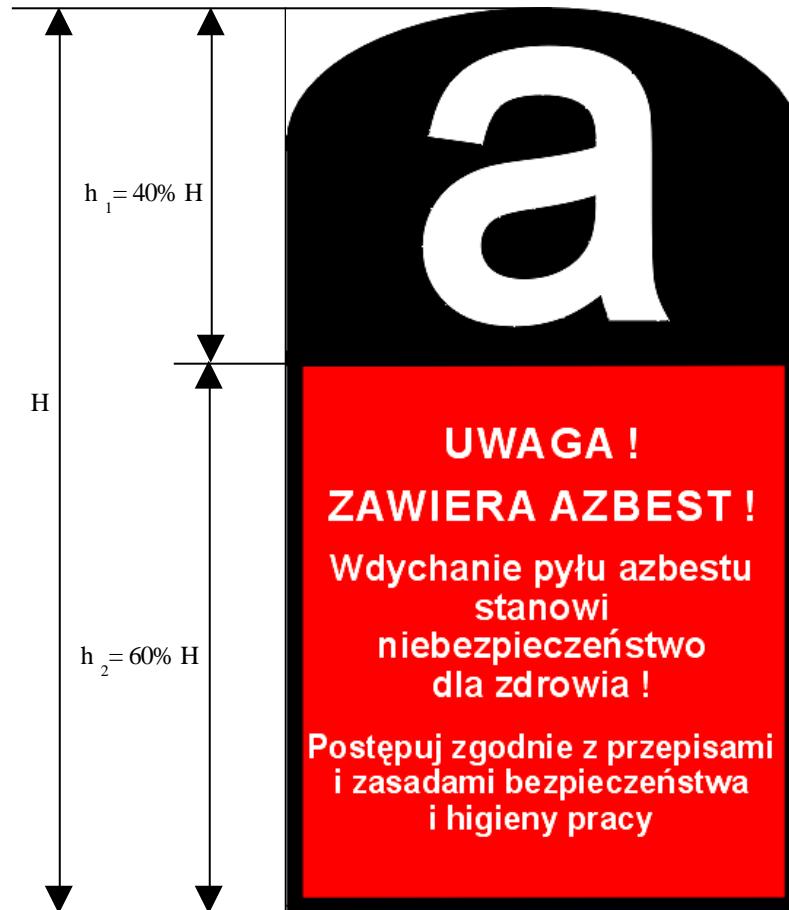 a
h 1 = 40% H
H
UWAGA !
ZAWIERA AZBEST !
Wdychanie pyłu azbestu
stanowi
niebezpieczeństwo
h 2 = 60% H
dla zdrowia !
Postępuj zgodnie z przepisami
i zasadami bezpieczeństwa
i higieny pracy